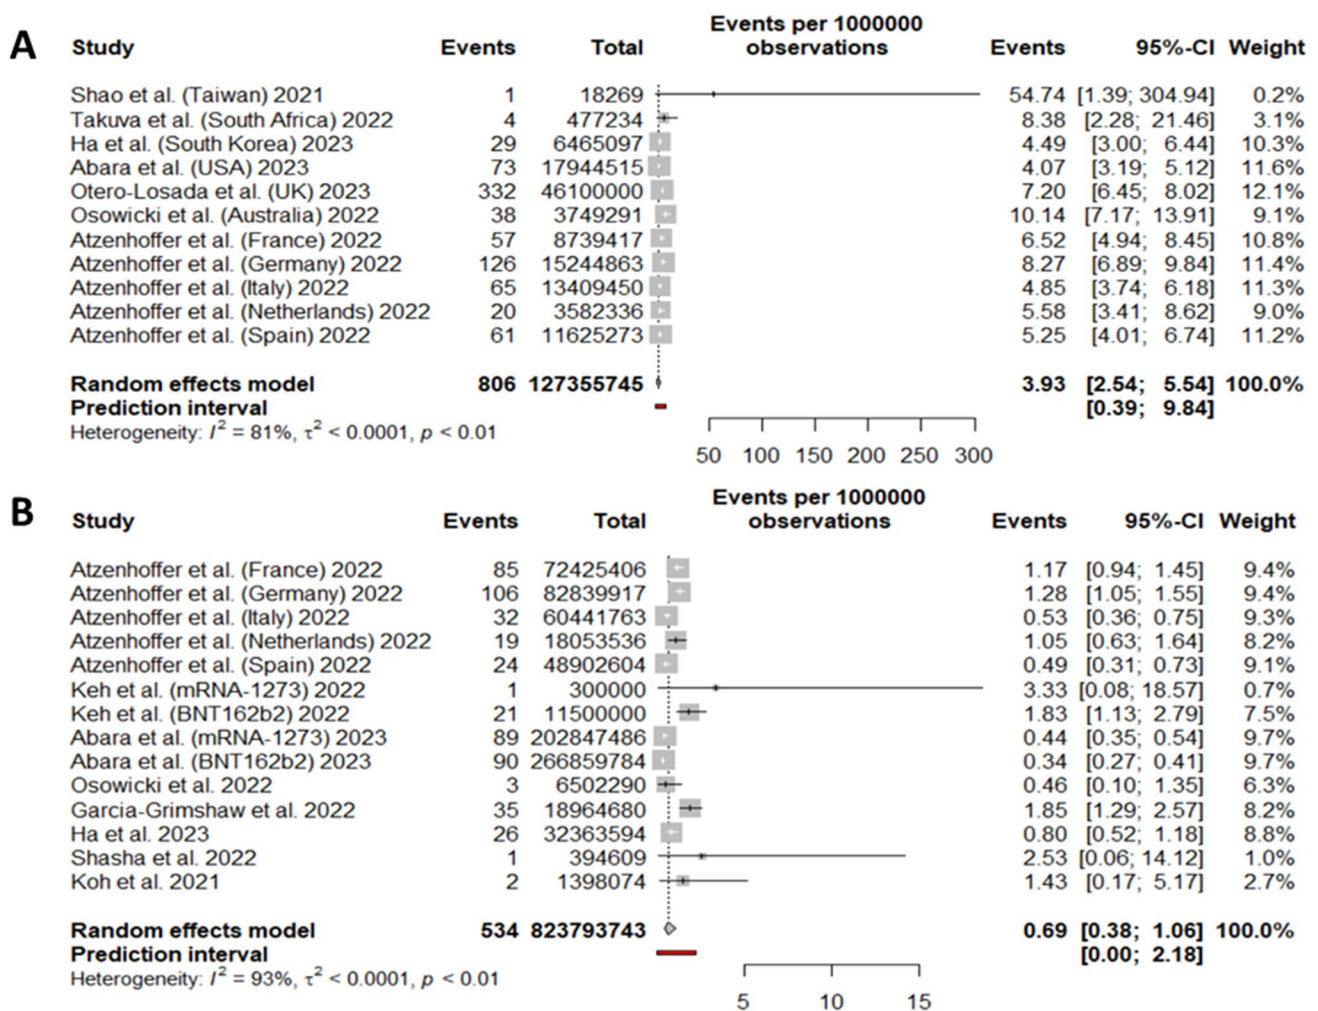 A
Events per 1000000
Study Events Total observations Events 95%-CI Weight
Shao et al. (Taiwan) 2021 1 18269 54.74 [1.39; 304.94] 0.2%
Takuva et al. (South Africa) 2022 4 477234 8.38 [2.28; 21.46] 3.1%
Ha et al. (South Korea) 2023 29 6465097 4.49 [3.00; 6.44] 10.3%
Abara et al. (USA) 2023 73 17944515 4.07 [3.19; 5.12] 11.6%
Otero-Losada et al. (UK) 2023 332 46100000 7.20 [6.45; 8.02] 12.1%
Osowicki et al. (Australia) 2022 38 3749291 10.14 [7.17; 13.91] 9.1%
Atzenhoffer et al. (France) 2022 57 8739417 6.52 [4.94; 8.45] 10.8%
Atzenhoffer et al. (Germany) 2022 126 15244863 8.27 [6.89; 9.84] 11.4%
Atzenhoffer et al. (Italy) 2022 65 13409450 4.85 [3.74; 6.18] 11.3%
Atzenhoffer et al. (Netherlands) 2022 20 3582336 5.58 [3.41; 8.62] 9.0%
Atzenhoffer et al. (Spain) 2022 61 11625273 5.25 [4.01; 6.74] 11.2%
Random effects model 806 127355745 3.93 [2.54; 5.54] 100.0%
Prediction interval [0.39; 9.84]
Heterogeneity: I² = 81%, τ² < 0.0001, p < 0.01
50 100 150 200 250 300
B
Events per 1000000
Study Events Total observations Events 95%-CI Weight
Atzenhoffer et al. (France) 2022 85 72425406 1.17 [0.94; 1.45] 9.4%
Atzenhoffer et al. (Germany) 2022 106 82839917 1.28 [1.05; 1.55] 9.4%
Atzenhoffer et al. (Italy) 2022 32 60441763 0.53 [0.36; 0.75] 9.3%
Atzenhoffer et al. (Netherlands) 2022 19 18053536 1.05 [0.63; 1.64] 8.2%
Atzenhoffer et al. (Spain) 2022 24 48902604 0.49 [0.31; 0.73] 9.1%
Keh et al. (mRNA-1273) 2022 1 300000 3.33 [0.08; 18.57] 0.7%
Keh et al. (BNT162b2) 2022 21 11500000 1.83 [1.13; 2.79] 7.5%
Abara et al. (mRNA-1273) 2023 89 202847486 0.44 [0.35; 0.54] 9.7%
Abara et al. (BNT162b2) 2023 90 266859784 0.34 [0.27; 0.41] 9.7%
Osowicki et al. 2022 3 6502290 0.46 [0.10; 1.35] 6.3%
Garcia-Grimshaw et al. 2022 35 18964680 1.85 [1.29; 2.57] 8.2%
Ha et al. 2023 26 32363594 0.80 [0.52; 1.18] 8.8%
Shasha et al. 2022 1 394609 2.53 [0.06; 14.12] 1.0%
Koh et al. 2021 2 1398074 1.43 [0.17; 5.17] 2.7%
Random effects model 534 823793743 0.69 [0.38; 1.06] 100.0%
Prediction interval [0.00; 2.18]
Heterogeneity: I² = 93%, τ² < 0.0001, p < 0.01
5 10 15